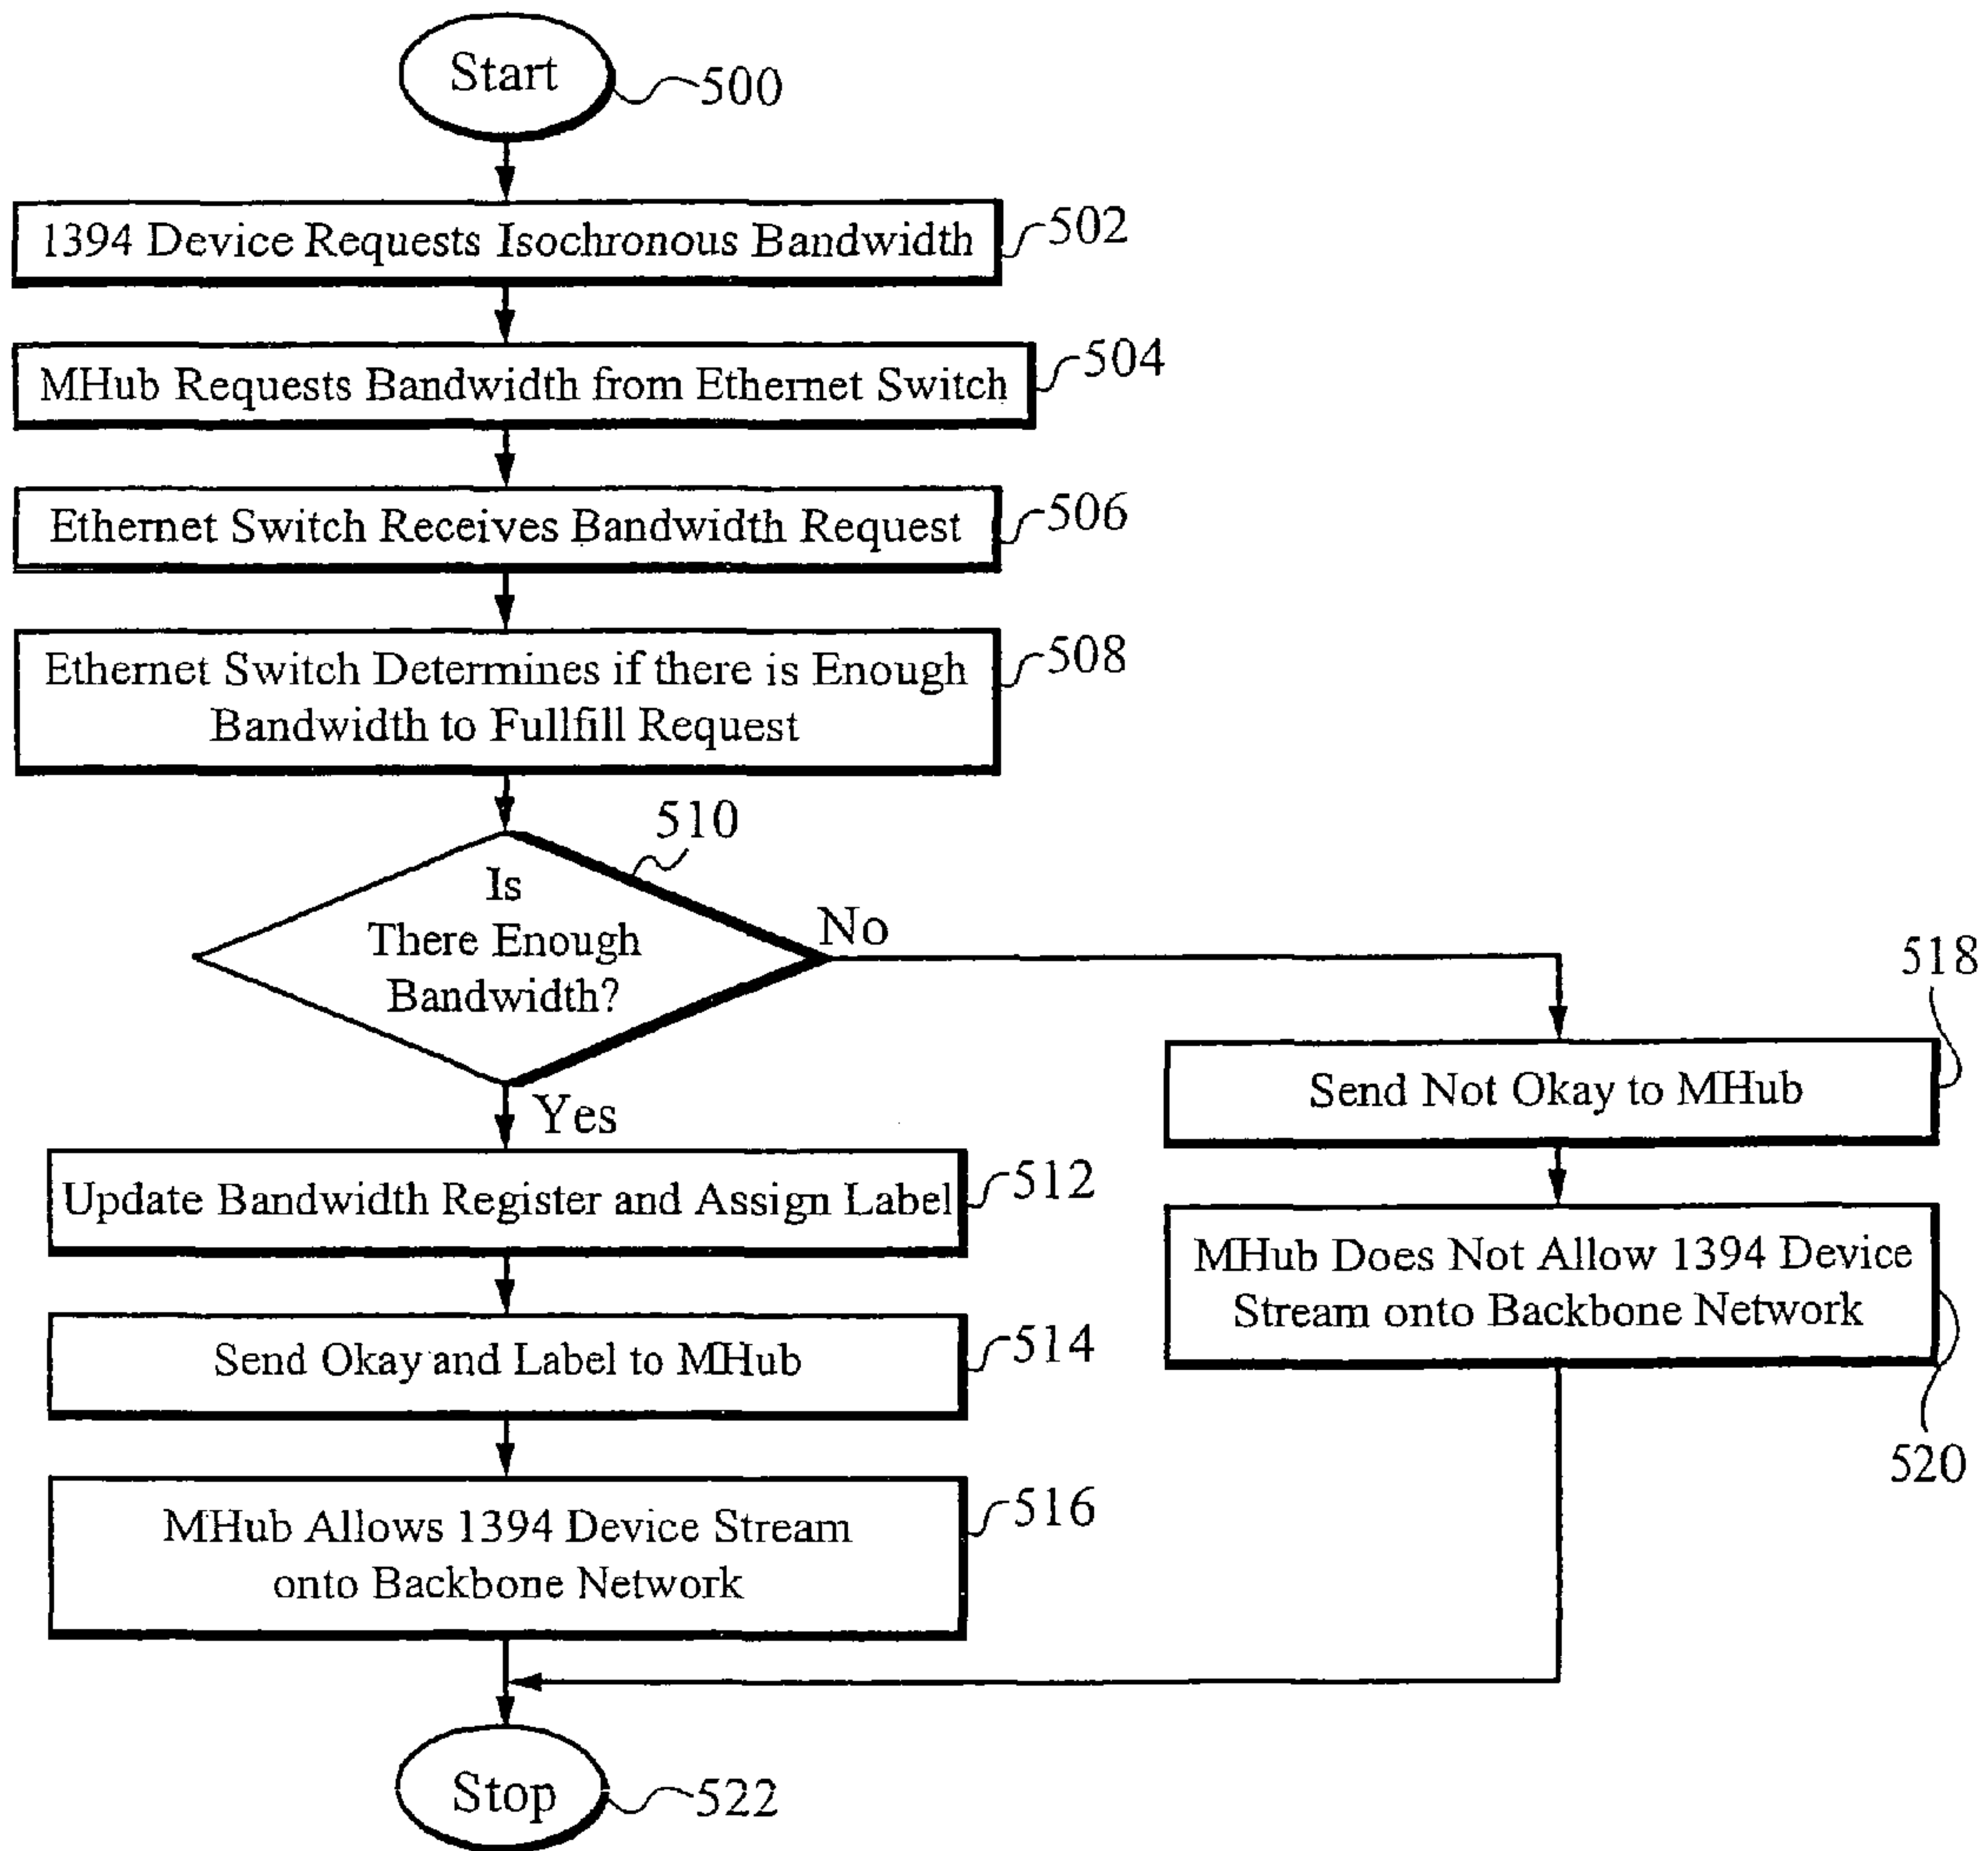 Start
500
1394 Device Requests Isochronous Bandwidth
502
MHub Requests Bandwidth from Ethernet Switch
504
Ethernet Switch Receives Bandwidth Request
506
Ethernet Switch Determines if there is Enough
Bandwidth to Fullfill Request
508
510
Is
There Enough
Bandwidth?
No
Yes
Update Bandwidth Register and Assign Label
512
Send Okay and Label to MHub
514
MHub Allows 1394 Device Stream
onto Backbone Network
516
518
Send Not Okay to MHub
MHub Does Not Allow 1394 Device
Stream onto Backbone Network
520
Stop
522